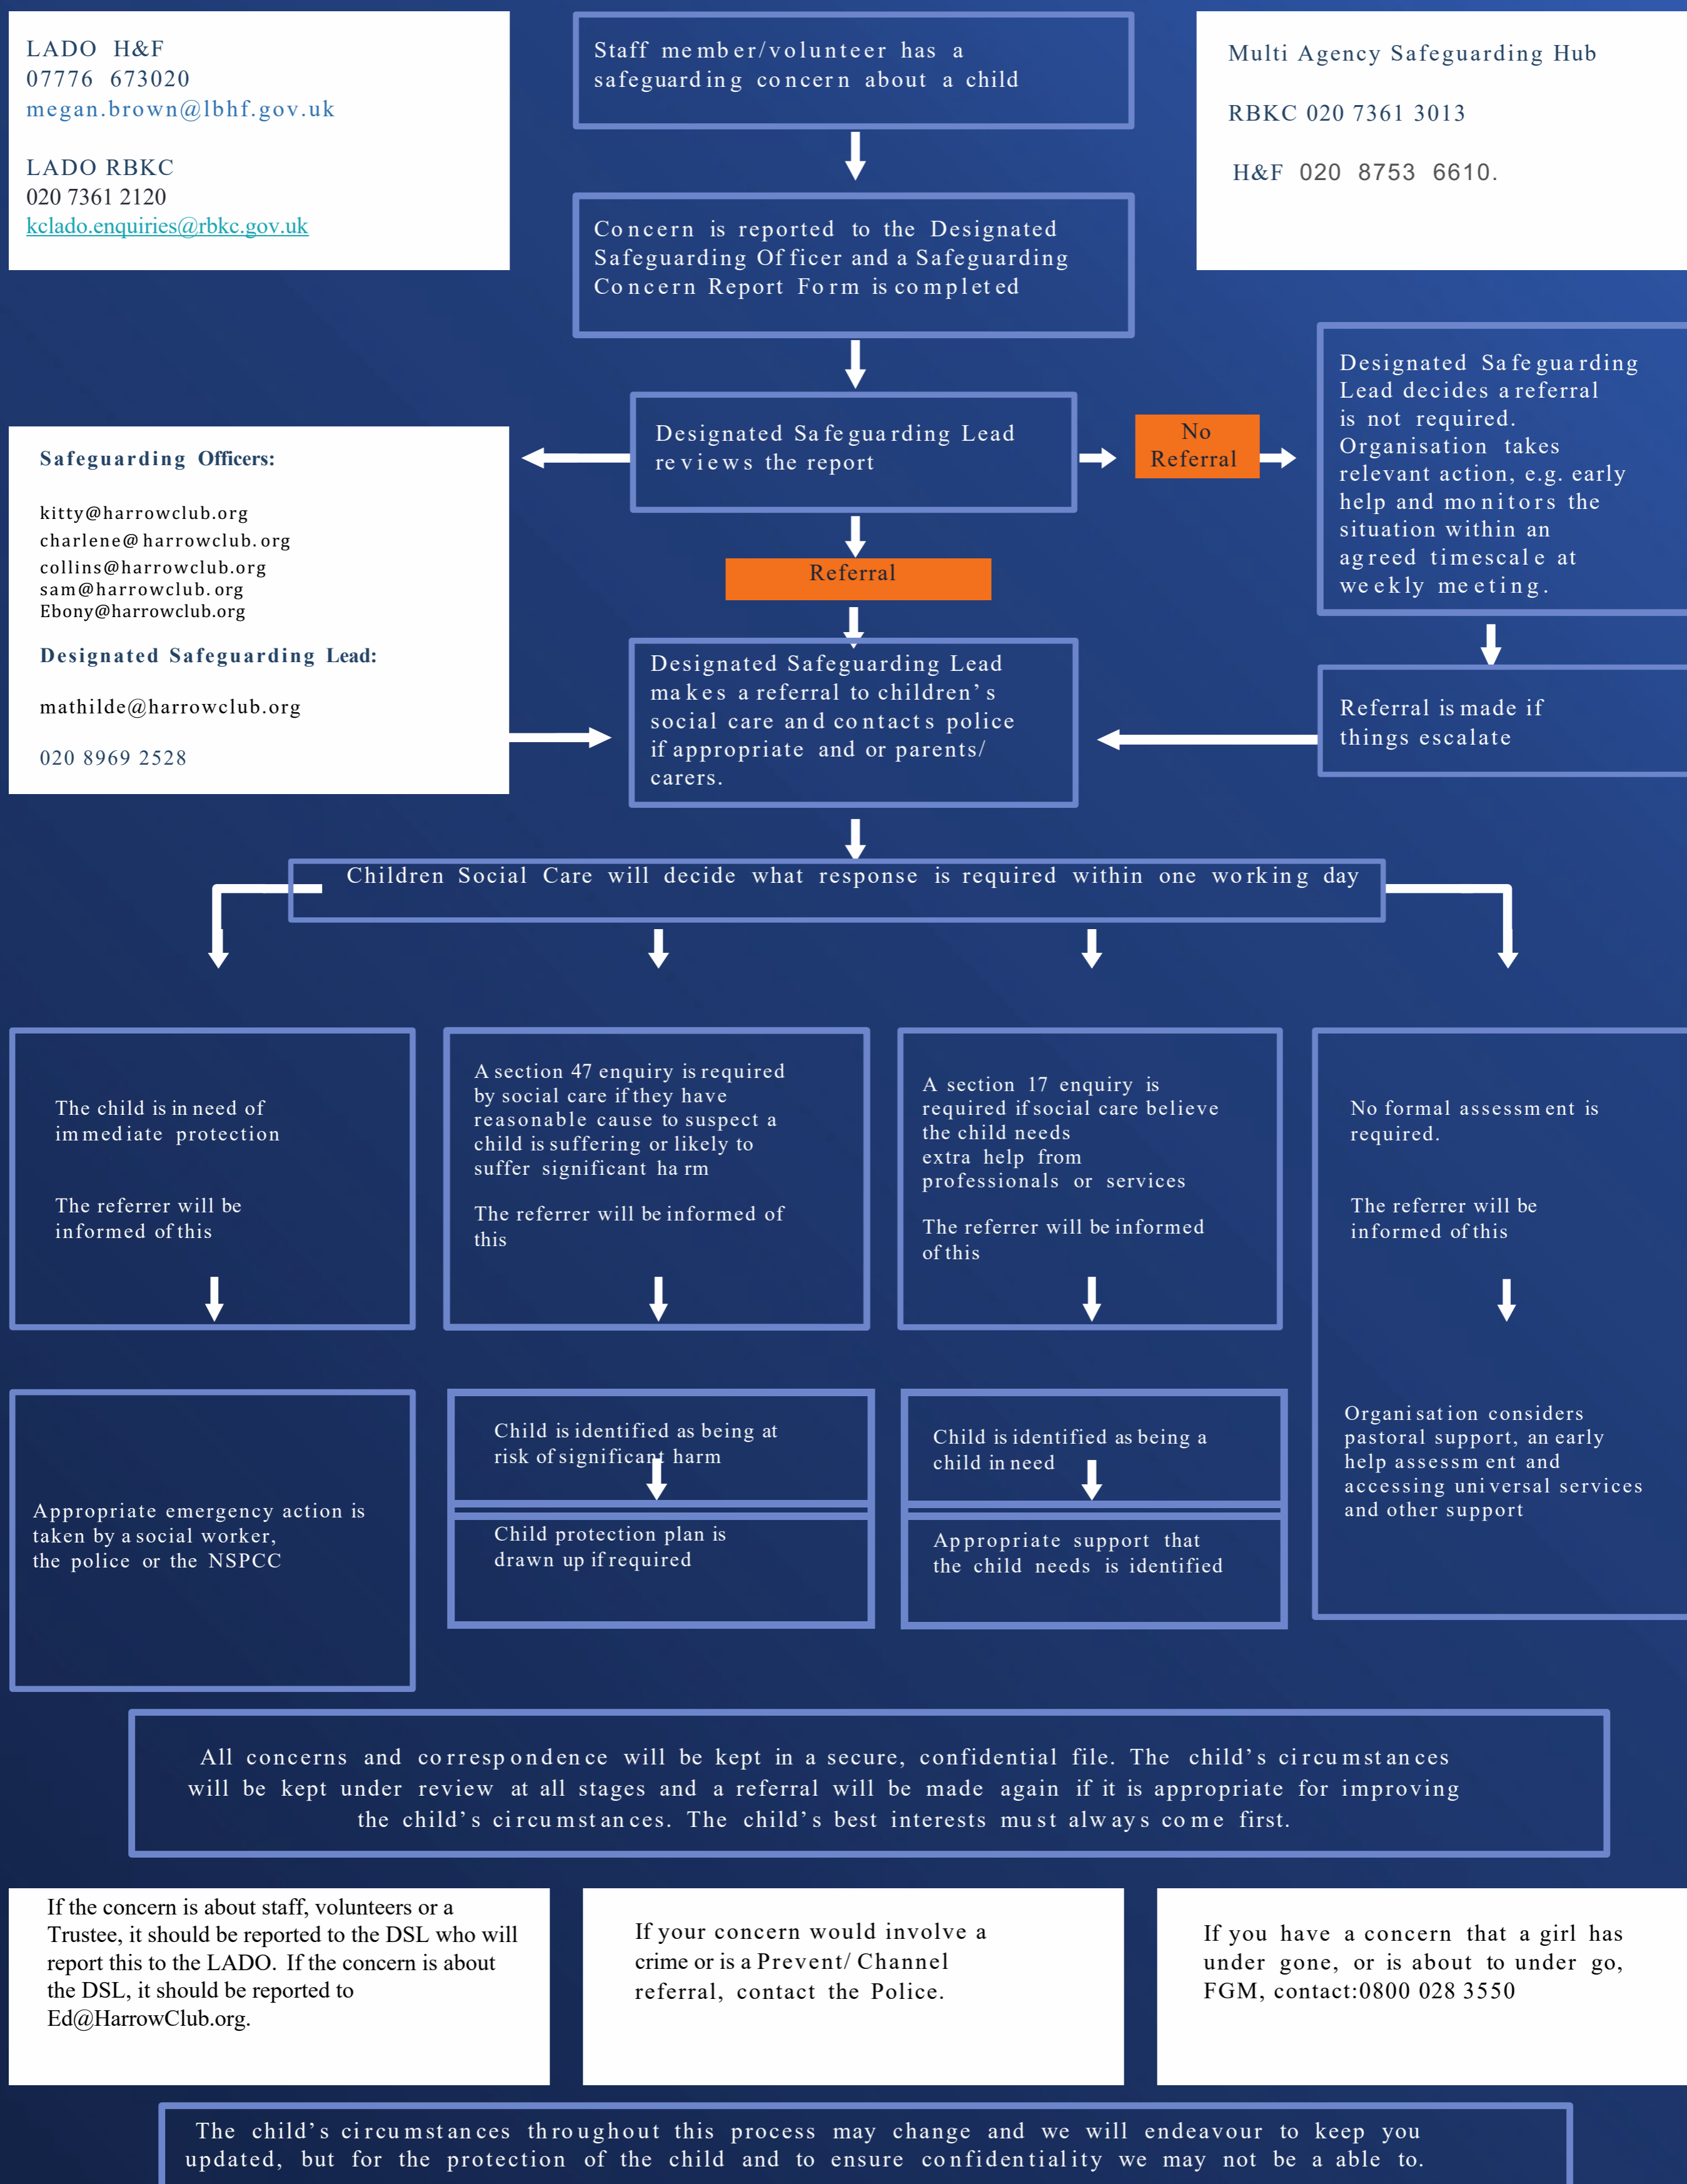 LADO H&F
07776 673020
megan.brown@lbhf.gov.uk
LADO RBKC
020 7361 2120
kclado.enquiries@rbkc.gov.uk
Staff member/volunteer has a
safeguarding concern about a child
Multi Agency Safeguarding Hub
RBKC 020 7361 3013
H&F 020 8753 6610.
Concern is reported to the Designated
Safeguarding Officer and a Safeguarding
Concern Report Form is completed
Designated Safeguarding Lead
reviews the report
No
Referral
Designated Safeguarding
Lead decides a referral
is not required.
Organisation takes
relevant action, e.g. early
help and monitors the
situation within an
agreed timescale at
weekly meeting.
Safeguarding Officers:
kitty@harrowclub.org
charlene@harrowclub.org
collins@harrowclub.org
sam@harrowclub.org
Ebony@harrowclub.org
Designated Safeguarding Lead:
mathilde@harrowclub.org
020 8969 2528
Referral
Designated Safeguarding Lead
makes a referral to children's
social care and contacts police
if appropriate and or parents/
carers.
Referral is made if
things escalate
Children Social Care will decide what response is required within one working day
The child is in need of
immediate protection
The referrer will be
informed of this
A section 47 enquiry is required
by social care if they have
reasonable cause to suspect a
child is suffering or likely to
suffer significant harm
The referrer will be informed of
this
A section 17 enquiry is
required if social care believe
the child needs
extra help from
professionals or services
The referrer will be informed
of this
No formal assessment is
required.
The referrer will be
informed of this
Appropriate emergency action is
taken by a social worker,
the police or the NSPCC
Child is identified as being at
risk of significant harm
Child protection plan is
drawn up if required
Child is identified as being a
child in need
Appropriate support that
the child needs is identified
Organisation considers
pastoral support, an early
help assessment and
accessing universal services
and other support
All concerns and correspondence will be kept in a secure, confidential file. The child's circumstances
will be kept under review at all stages and a referral will be made again if it is appropriate for improving
the child's circumstances. The child's best interests must always come first.
If the concern is about staff, volunteers or a
Trustee, it should be reported to the DSL who will
report this to the LADO. If the concern is about
the DSL, it should be reported to
Ed@HarrowClub.org.
If your concern would involve a
crime or is a Prevent/ Channel
referral, contact the Police.
If you have a concern that a girl has
under gone, or is about to under go,
FGM, contact:0800 028 3550
The child's circumstances throughout this process may change and we will endeavour to keep you
updated, but for the protection of the child and to ensure confidentiality we may not be a able to.